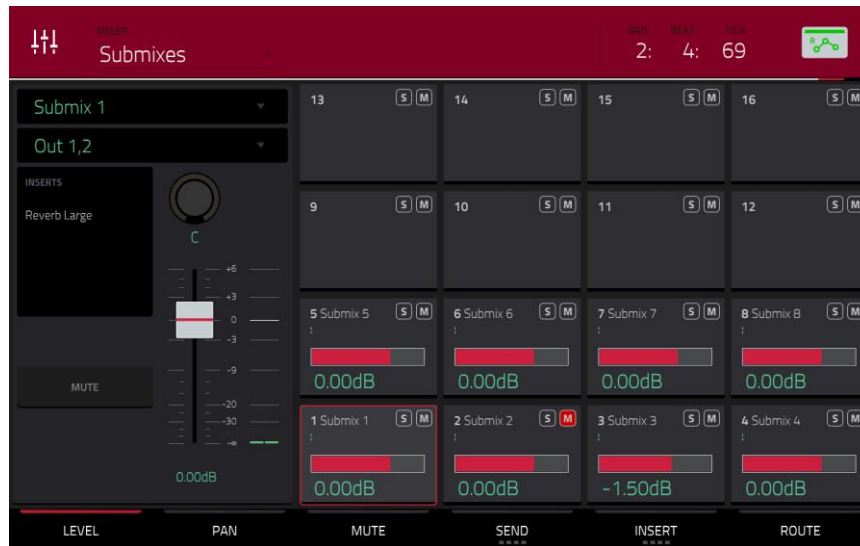 MIXER
Submixes
BAR BEAT TICK
2: 4: 69
Submix 1
Out 1,2
INSERTS
Reverb Large
C
+6
+3
0
-3
-9
-20
-30
-∞
MUTE
0.00dB
13 S M 14 S M 15 S M 16 S M
9 S M 10 S M 11 S M 12 S M
5 Submix 5 S M 6 Submix 6 S M 7 Submix 7 S M 8 Submix 8 S M
0.00dB 0.00dB 0.00dB 0.00dB
1 Submix 1 S M 2 Submix 2 S M 3 Submix 3 S M 4 Submix 4 S M
0.00dB 0.00dB -1.50dB 0.00dB
LEVEL PAN MUTE SEND INSERT ROUTE